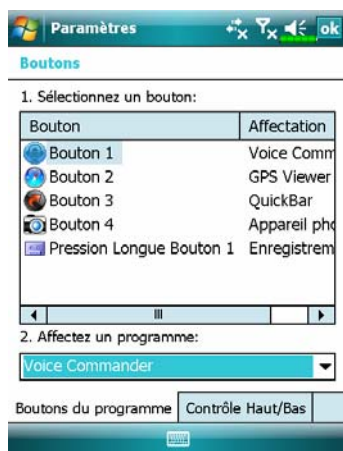 Paramètres ok
Boutons
1. Sélectionnez un bouton:
Bouton Affectation
Bouton 1 Voice Comm
Bouton 2 GPS Viewer
Bouton 3 QuickBar
Bouton 4 Appareil pho
Pression Longue Bouton 1 Enregistrem
2. Affectez un programme:
Voice Commander
Boutons du programme Contrôle Haut/Bas